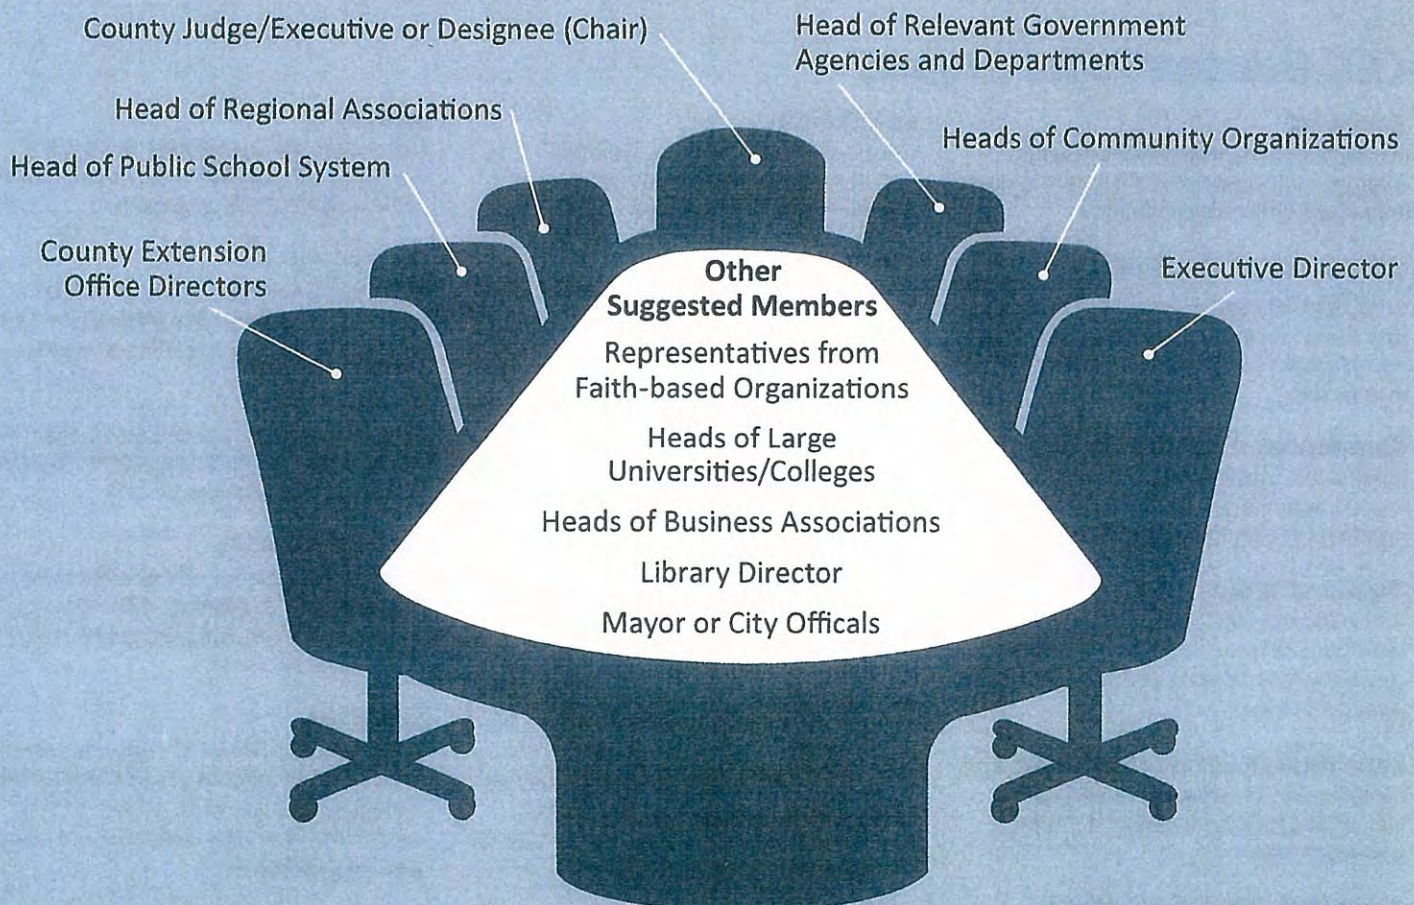 County Judge/Executive or Designee (Chair)
Head of Relevant Government
Agencies and Departments
Head of Regional Associations
Heads of Community Organizations
Head of Public School System
County Extension
Office Directors
Executive Director
Other
Suggested Members
Representatives from
Faith-based Organizations
Heads of Large
Universities/Colleges
Heads of Business Associations
Library Director
Mayor or City Officals